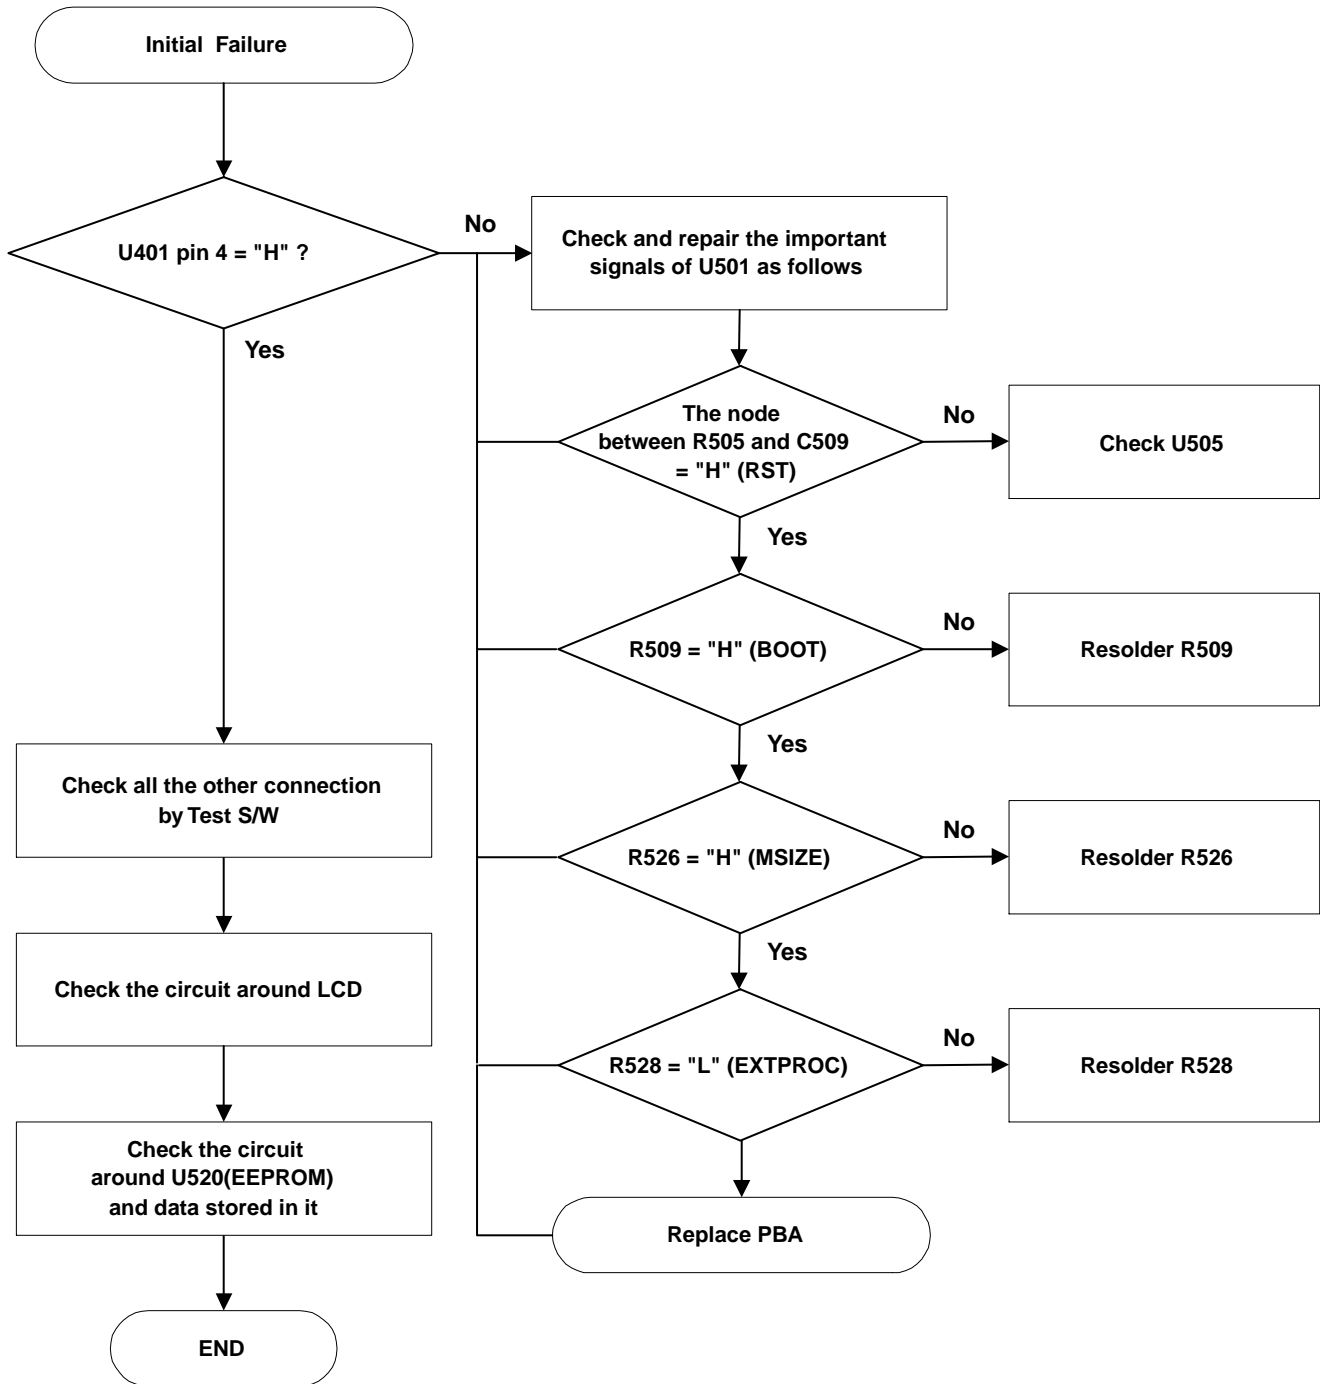 Initial Failure
U401 pin 4 = "H" ?
No
Yes
Check and repair the important
signals of U501 as follows
The node
between R505 and C509
= "H" (RST)
No
Check U505
Yes
R509 = "H" (BOOT)
No
Resolder R509
Yes
R526 = "H" (MSIZE)
No
Resolder R526
Yes
R528 = "L" (EXTPROC)
No
Resolder R528
Replace PBA
Check all the other connection
by Test S/W
Check the circuit around LCD
Check the circuit
around U520(EEPROM)
and data stored in it
END